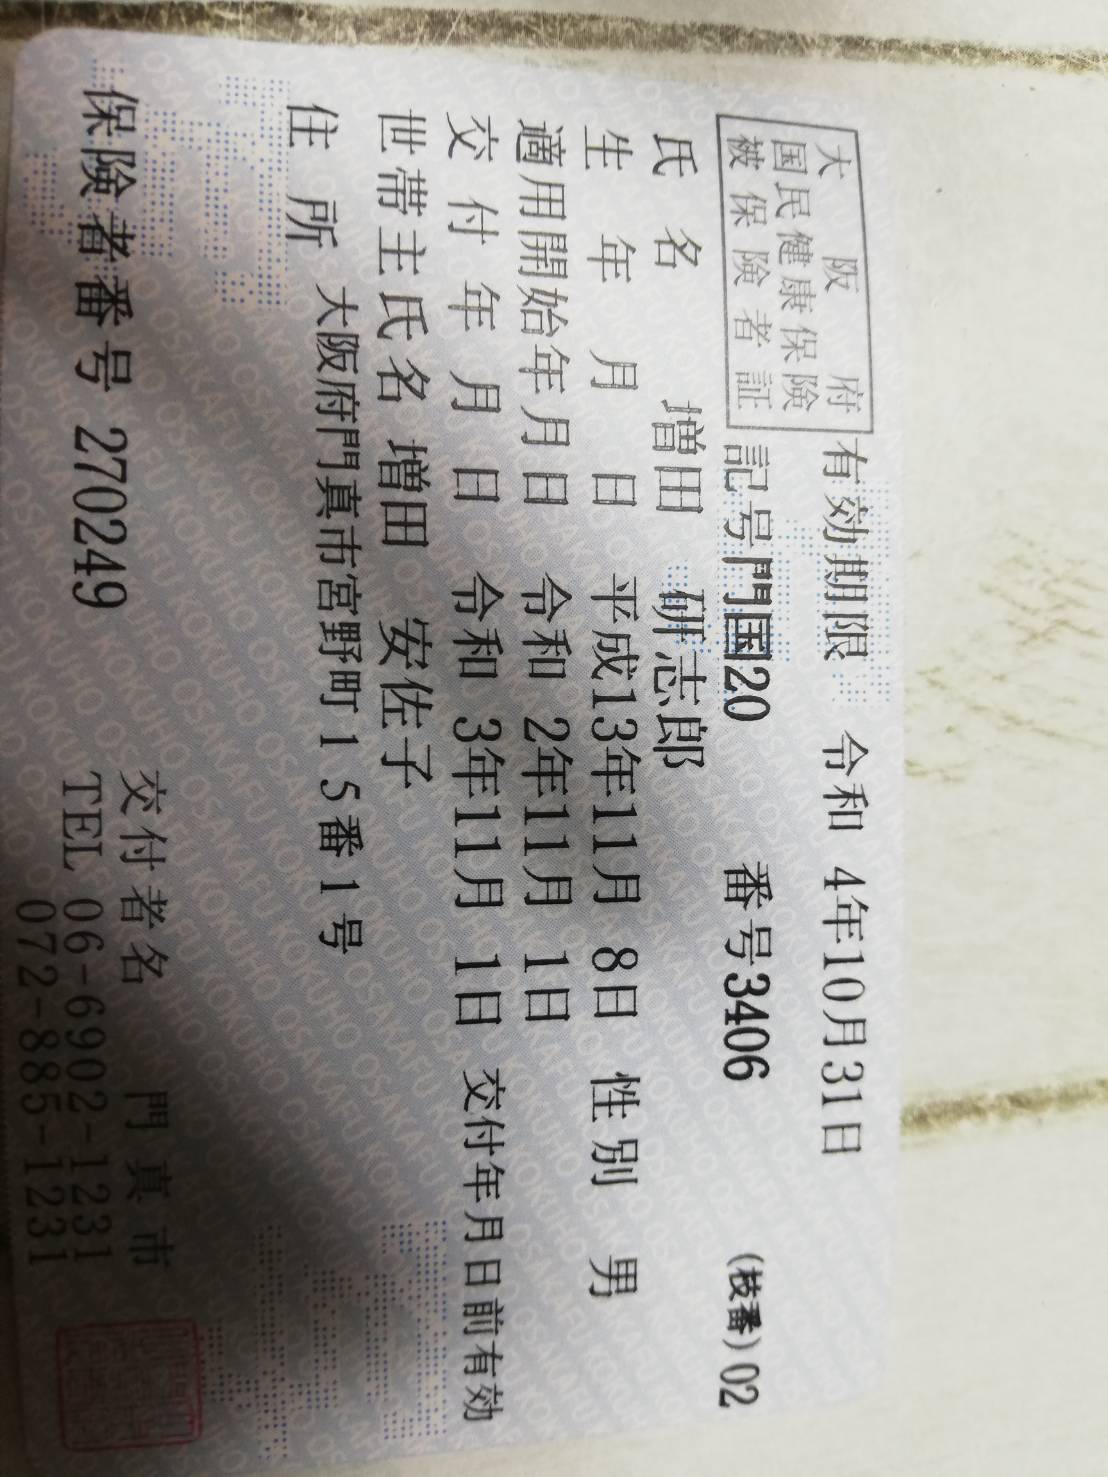 大阪府
国民健康保険
被保険者証
有効期限 令和 4年10月31日
記号門国20 番号3406 (枝番)02
氏名 増田 研志郎
生年月日 平成13年11月 8日 性別 男
適用開始年月日 令和 2年11月 1日
交付年月日 令和 3年11月 1日 交付年月日前有効
世帯主氏名 増田 安佐子
住所 大阪府門真市宮野町15番1号
保険者番号 270249
交付者名 門真市
TEL 06-6902-1231
072-885-1231